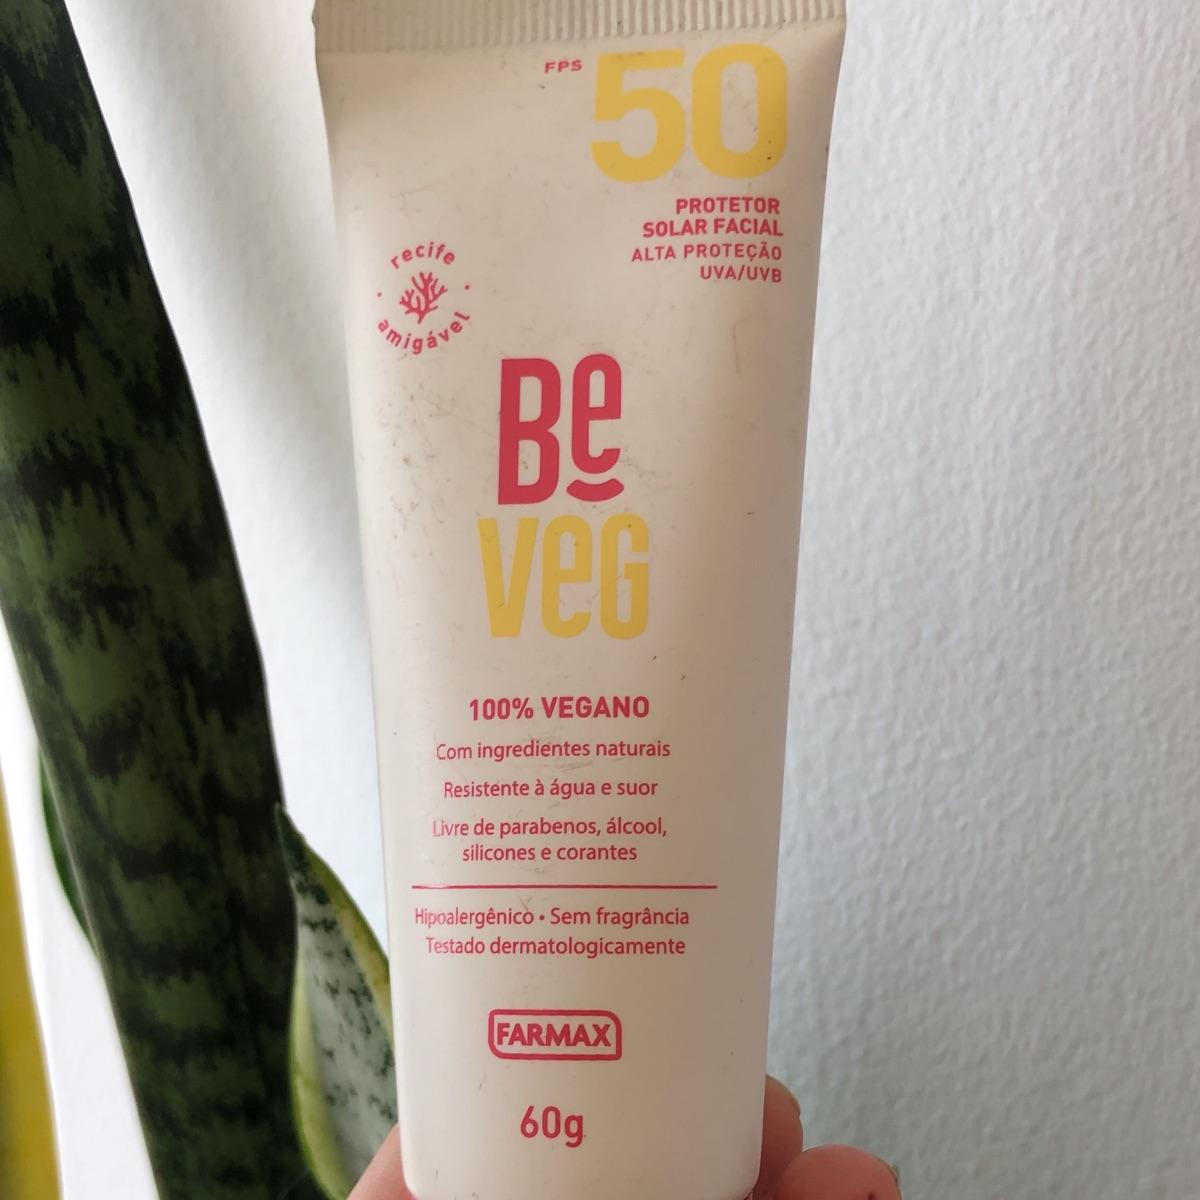 FPS 50
PROTETOR
SOLAR FACIAL
ALTA PROTEÇÃO
UVA/UVB
recife
amigável
Be
veG
100% VEGANO
Com ingredientes naturais
Resistente à água e suor
Livre de parabenos, álcool,
silicones e corantes
Hipoalergênico • Sem fragrância
Testado dermatologicamente
FARMAX
60g